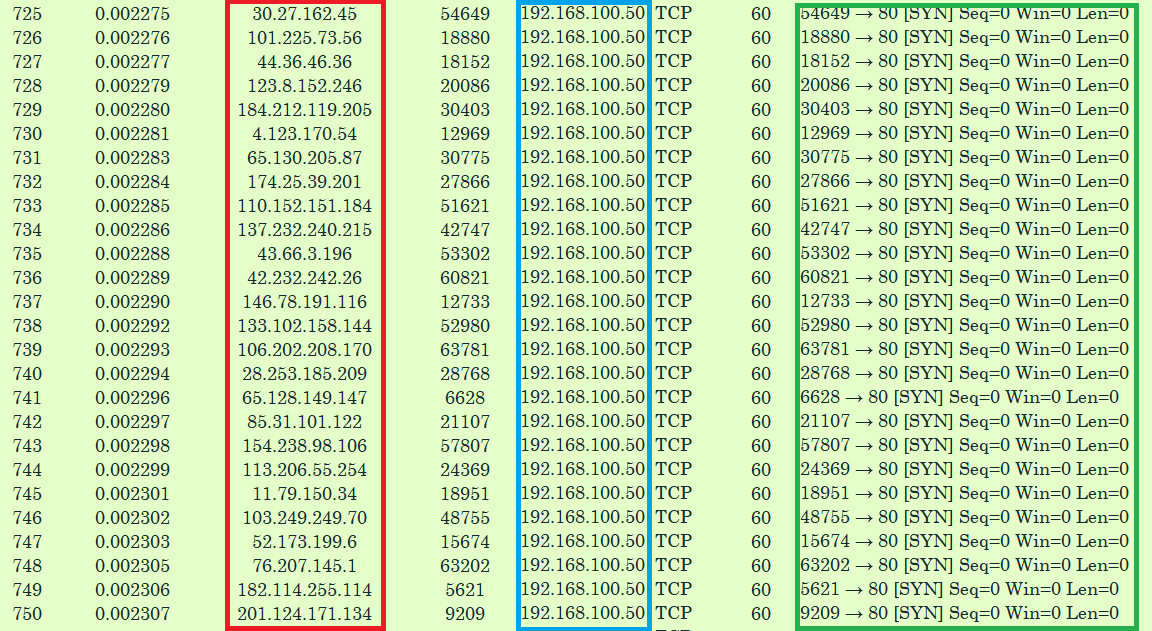 725 0.002275 30.27.162.45 54649 192.168.100.50 TCP 60 54649 → 80 [SYN] Seq=0 Win=0 Len=0
726 0.002276 101.225.73.56 18880 192.168.100.50 TCP 60 18880 → 80 [SYN] Seq=0 Win=0 Len=0
727 0.002277 44.36.46.36 18152 192.168.100.50 TCP 60 18152 → 80 [SYN] Seq=0 Win=0 Len=0
728 0.002279 123.8.152.246 20086 192.168.100.50 TCP 60 20086 → 80 [SYN] Seq=0 Win=0 Len=0
729 0.002280 184.212.119.205 30403 192.168.100.50 TCP 60 30403 → 80 [SYN] Seq=0 Win=0 Len=0
730 0.002281 4.123.170.54 12969 192.168.100.50 TCP 60 12969 → 80 [SYN] Seq=0 Win=0 Len=0
731 0.002283 65.130.205.87 30775 192.168.100.50 TCP 60 30775 → 80 [SYN] Seq=0 Win=0 Len=0
732 0.002284 174.25.39.201 27866 192.168.100.50 TCP 60 27866 → 80 [SYN] Seq=0 Win=0 Len=0
733 0.002285 110.152.151.184 51621 192.168.100.50 TCP 60 51621 → 80 [SYN] Seq=0 Win=0 Len=0
734 0.002286 137.232.240.215 42747 192.168.100.50 TCP 60 42747 → 80 [SYN] Seq=0 Win=0 Len=0
735 0.002288 43.66.3.196 53302 192.168.100.50 TCP 60 53302 → 80 [SYN] Seq=0 Win=0 Len=0
736 0.002289 42.232.242.26 60821 192.168.100.50 TCP 60 60821 → 80 [SYN] Seq=0 Win=0 Len=0
737 0.002290 146.78.191.116 12733 192.168.100.50 TCP 60 12733 → 80 [SYN] Seq=0 Win=0 Len=0
738 0.002292 133.102.158.144 52980 192.168.100.50 TCP 60 52980 → 80 [SYN] Seq=0 Win=0 Len=0
739 0.002293 106.202.208.170 63781 192.168.100.50 TCP 60 63781 → 80 [SYN] Seq=0 Win=0 Len=0
740 0.002294 28.253.185.209 28768 192.168.100.50 TCP 60 28768 → 80 [SYN] Seq=0 Win=0 Len=0
741 0.002296 65.128.149.147 6628 192.168.100.50 TCP 60 6628 → 80 [SYN] Seq=0 Win=0 Len=0
742 0.002297 85.31.101.122 21107 192.168.100.50 TCP 60 21107 → 80 [SYN] Seq=0 Win=0 Len=0
743 0.002298 154.238.98.106 57807 192.168.100.50 TCP 60 57807 → 80 [SYN] Seq=0 Win=0 Len=0
744 0.002299 113.206.55.254 24369 192.168.100.50 TCP 60 24369 → 80 [SYN] Seq=0 Win=0 Len=0
745 0.002301 11.79.150.34 18951 192.168.100.50 TCP 60 18951 → 80 [SYN] Seq=0 Win=0 Len=0
746 0.002302 103.249.249.70 48755 192.168.100.50 TCP 60 48755 → 80 [SYN] Seq=0 Win=0 Len=0
747 0.002303 52.173.199.6 15674 192.168.100.50 TCP 60 15674 → 80 [SYN] Seq=0 Win=0 Len=0
748 0.002305 76.207.145.1 63202 192.168.100.50 TCP 60 63202 → 80 [SYN] Seq=0 Win=0 Len=0
749 0.002306 182.114.255.114 5621 192.168.100.50 TCP 60 5621 → 80 [SYN] Seq=0 Win=0 Len=0
750 0.002307 201.124.171.134 9209 192.168.100.50 TCP 60 9209 → 80 [SYN] Seq=0 Win=0 Len=0